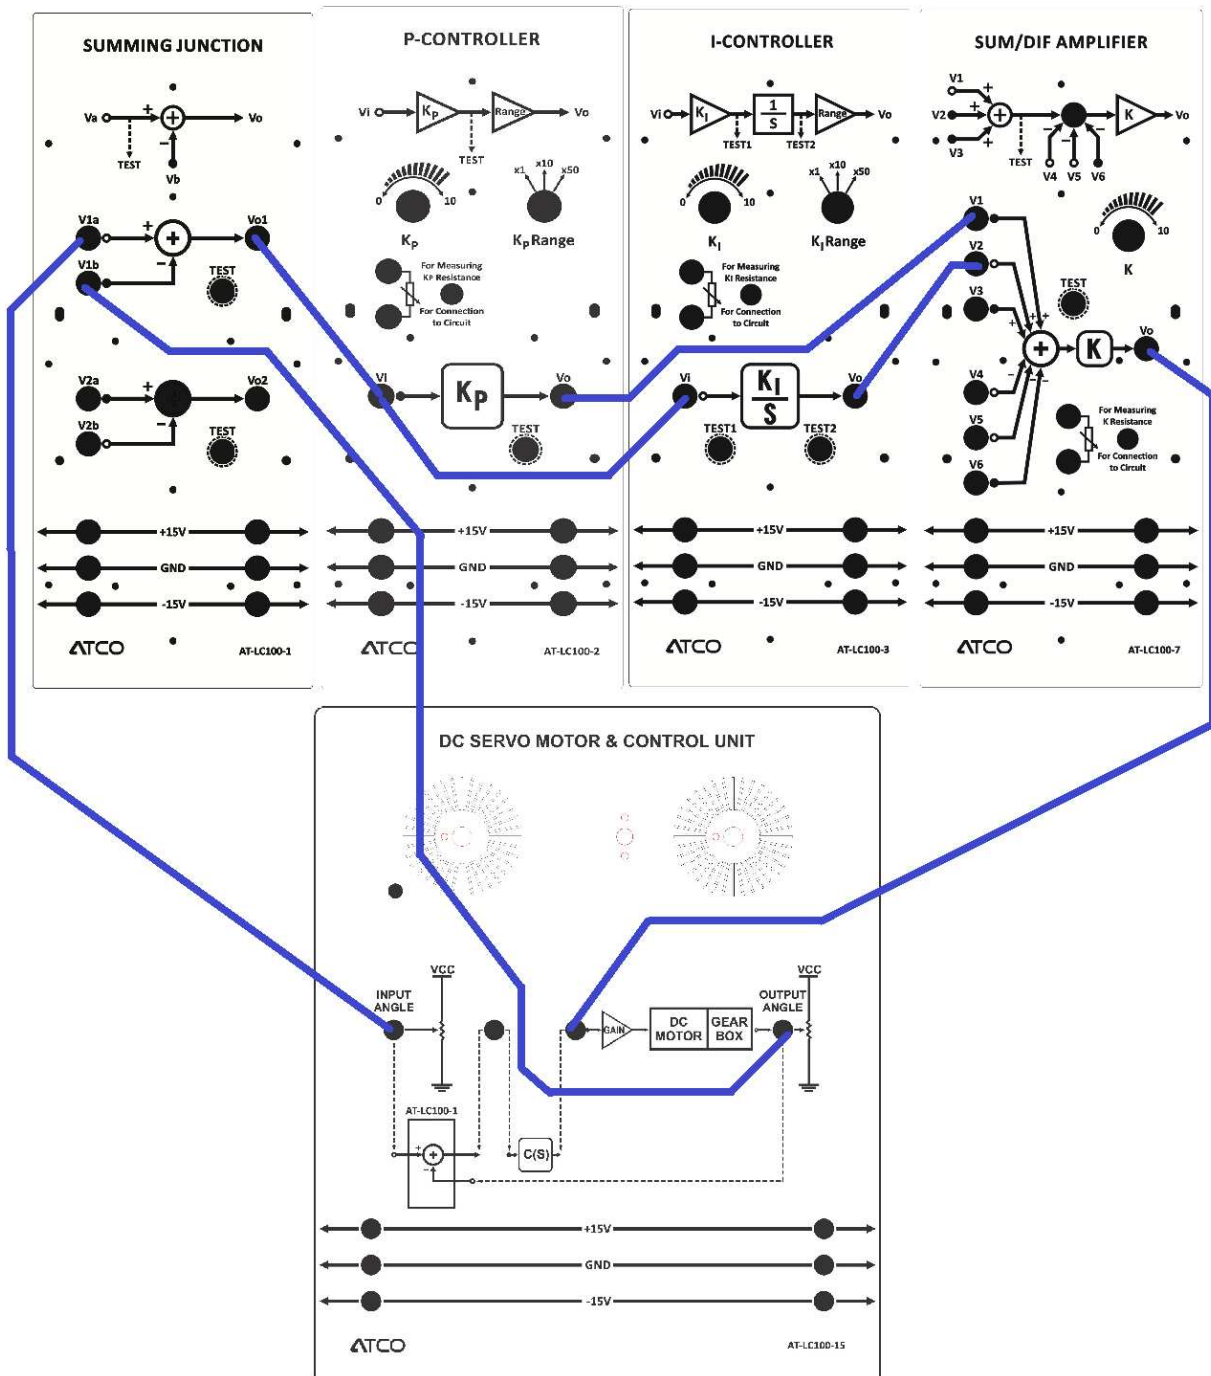 SUMMING JUNCTION
Va
+
Vo
−
TEST
Vb
V1a
+
Vo1
V1b
−
TEST
V2a
+
Vo2
V2b
−
TEST
+15V
GND
-15V
ATCO
AT-LC100-1
P-CONTROLLER
Vi
KP
Range
Vo
TEST
0
10
x1
x10
x50
KP
KP Range
For Measuring
KP Resistance
For Connection
to Circuit
Vi
KP
Vo
TEST
+15V
GND
-15V
ATCO
AT-LC100-2
I-CONTROLLER
Vi
KI
1
S
Range
Vo
TEST1
TEST2
0
10
x1
x10
x50
KI
KI Range
For Measuring
KI Resistance
For Connection
to Circuit
Vi
KI
S
Vo
TEST1
TEST2
+15V
GND
-15V
ATCO
AT-LC100-3
SUM/DIF AMPLIFIER
V1
+
V2
+
V3
+
TEST
−
−
−
K
Vo
V4
V5
V6
V1
0
10
K
V2
TEST
V3
+
+
+
+
K
Vo
−
−
−
V4
V5
V6
For Measuring
K Resistance
For Connection
to Circuit
+15V
GND
-15V
ATCO
AT-LC100-7
DC SERVO MOTOR & CONTROL UNIT
INPUT
ANGLE
VCC
GAIN
DC
MOTOR
GEAR
BOX
OUTPUT
ANGLE
VCC
AT-LC100-1
+
+
−
C(S)
+15V
GND
-15V
ATCO
AT-LC100-15